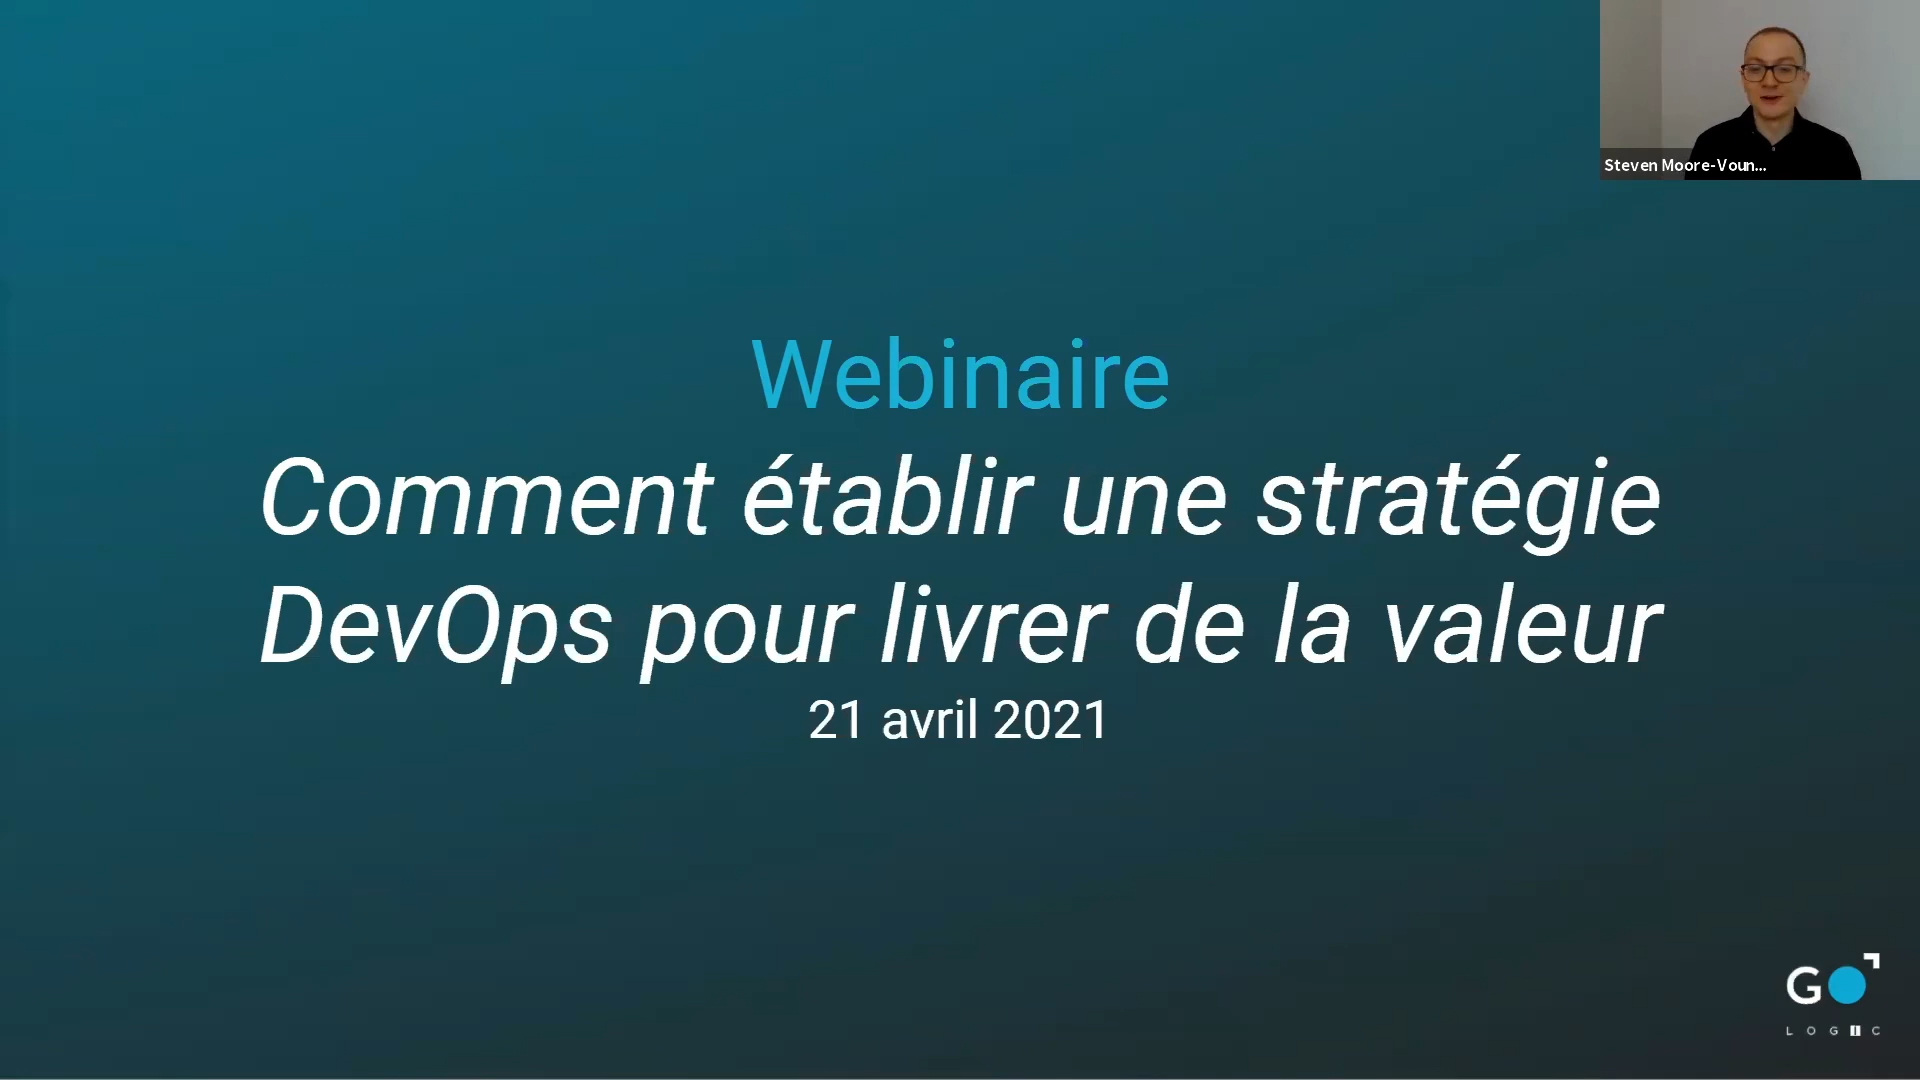 Steven Moore-Voun...
Webinaire
Comment établir une stratégie
DevOps pour livrer de la valeur
21 avril 2021
GO
LOGIC